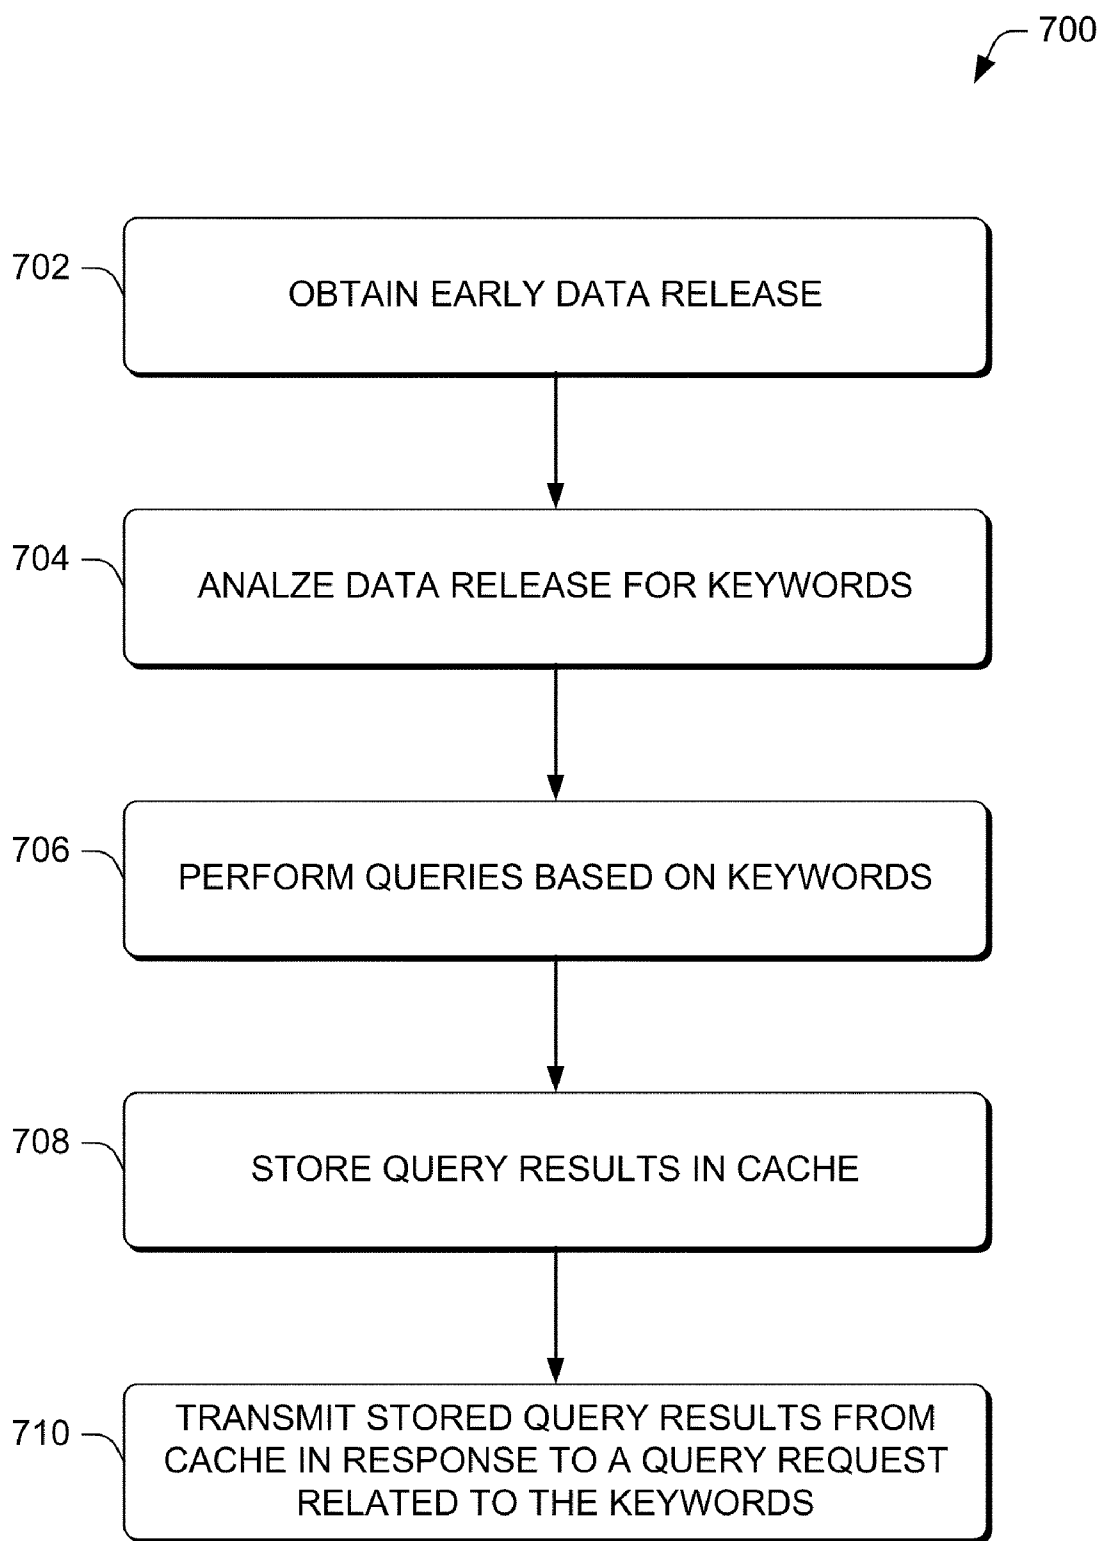 700
702
OBTAIN EARLY DATA RELEASE
704
ANALZE DATA RELEASE FOR KEYWORDS
706
PERFORM QUERIES BASED ON KEYWORDS
708
STORE QUERY RESULTS IN CACHE
710
TRANSMIT STORED QUERY RESULTS FROM
CACHE IN RESPONSE TO A QUERY REQUEST
RELATED TO THE KEYWORDS